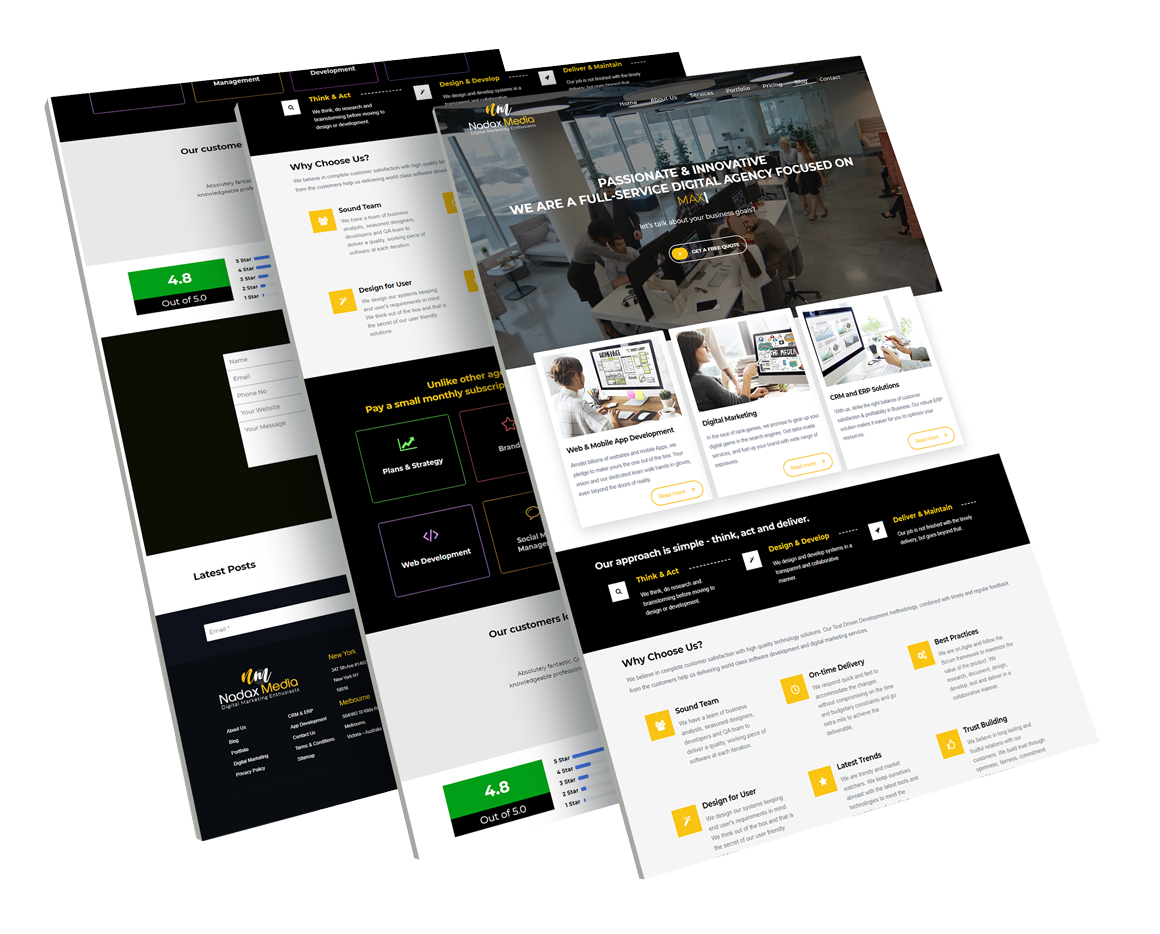 Management
Development
Our custome
Absolutely fantas
knowledgeable profe
4.8
Out of 5.0
5 Star
4 Star
3 Star
2 Star
1 Star
Name
Email
Phone No
Your Website
Your Message
Latest Posts
Email *
nm
Nadax Media
Digital Marketing Enthusiasts
About Us
Blog
Portfolio
Digital Marketing
Privacy Policy
CRM & ERP
App Development
Contact Us
Terms & Conditions
Sitemap
New York
347 5th Ave #1402
New York NY
10016
Melbourne
Melbourne,
Victoria – Australia
Think & Act
We think, do research and
brainstorming before moving to
design or development.
Design & Develop
We design and develop systems in a
transparent and collaborative
Deliver & Maintain
Our job is not finished with the timely
delivery, but goes beyond that.
Why Choose Us?
We believe in complete customer satisfaction with high quality
from the customers help us delivering world class software
Sound Team
We have a team of business
analysts, seasoned designers,
developers and QA team to
deliver a quality, working piece of
software at each iteration.
Design for User
We design our systems keeping
end user's requirements in mind
We think out of the box and that is
the secret of our user friendly
solutions.
Unlike other age
Pay a small monthly subscrip
Plans & Strategy
Brand
Web Development
Social M
Manage
Our customers l
Absolutely fantastic.
knowledgeable profession
4.8
Out of 5.0
5 Star
4 Star
3 Star
2 Star
1 Star
nm
Nadax Media
Digital Marketing Enthusiasts
Home
About Us
Services
Portfolio
Pricing
Blog
Contact
PASSIONATE & INNOVATIVE
WE ARE A FULL-SERVICE DIGITAL AGENCY FOCUSED ON
MAX|
let's talk about your business goals?
GET A FREE QUOTE
Web & Mobile App Development
Amidst billions of websites and mobile Apps, we
pledge to make yours the one out of the box. Your
vision and our dedicated team walk hands in gloves,
even beyond the doors of reality.
Read more
Digital Marketing
In the race of rank-games, we promise to gear up your
digital game in the search engines. Get tailor-made
services, and fuel up your brand with wide range of
exposures.
Read more
CRM and ERP Solutions
With us, strike the right balance of customer
satisfaction & profitability in Business. Our robust ERP
solution makes it easier for you to optimize your
resources.
Read more
Our approach is simple - think, act and deliver.
Think & Act
We think, do research and
brainstorming before moving to
design or development.
Design & Develop
We design and develop systems in a
transparent and collaborative
manner.
Deliver & Maintain
Our job is not finished with the timely
delivery, but goes beyond that.
Why Choose Us?
We believe in complete customer satisfaction with high quality technology solutions. Our Test Driven Development methodology, combined with timely and regular feedback
from the customers help us delivering world class software development and digital marketing services.
Sound Team
We have a team of business
analysts, seasoned designers,
developers and QA team to
deliver a quality, working piece of
software at each iteration.
On-time Delivery
We respond quick and fast to
accommodate the changes
without compromising on the time
and budgetary constraints and go
extra mile to achieve the
deliverable.
Best Practices
We are on Agile and follow the
Scrum framework to maximize the
value of the product. We
research, document, design,
develop, test and deliver in a
collaborative manner.
Design for User
We design our systems keeping
end user's requirements in mind
We think out of the box and that is
the secret of our user friendly
Latest Trends
We are trendy and market
watchers. We keep ourselves
abreast with the latest tools and
technologies to meet the
Trust Building
We believe in long lasting and
fruitful relations with our
customers. We build trust through
openness, fairness, commitment